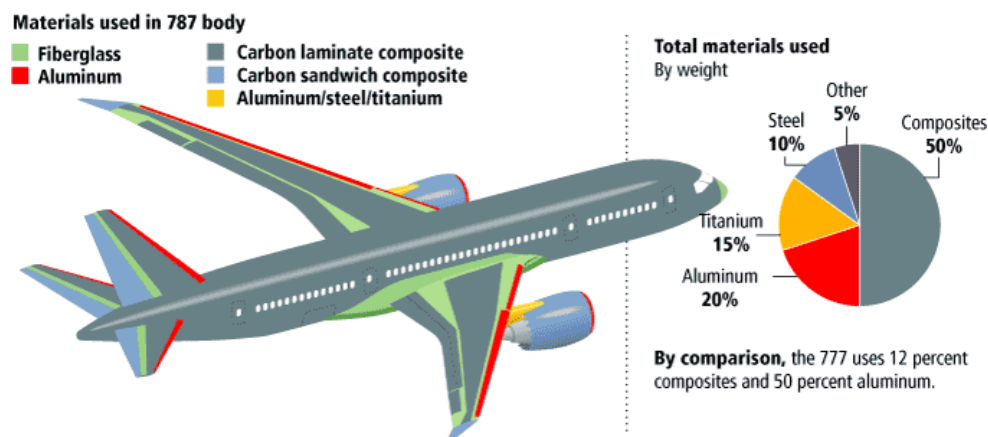 Materials used in 787 body
Fiberglass
Aluminum
Carbon laminate composite
Carbon sandwich composite
Aluminum/steel/titanium
Total materials used
By weight
Other
5%
Steel
10%
Composites
50%
Titanium
15%
Aluminum
20%
By comparison, the 777 uses 12 percent
composites and 50 percent aluminum.